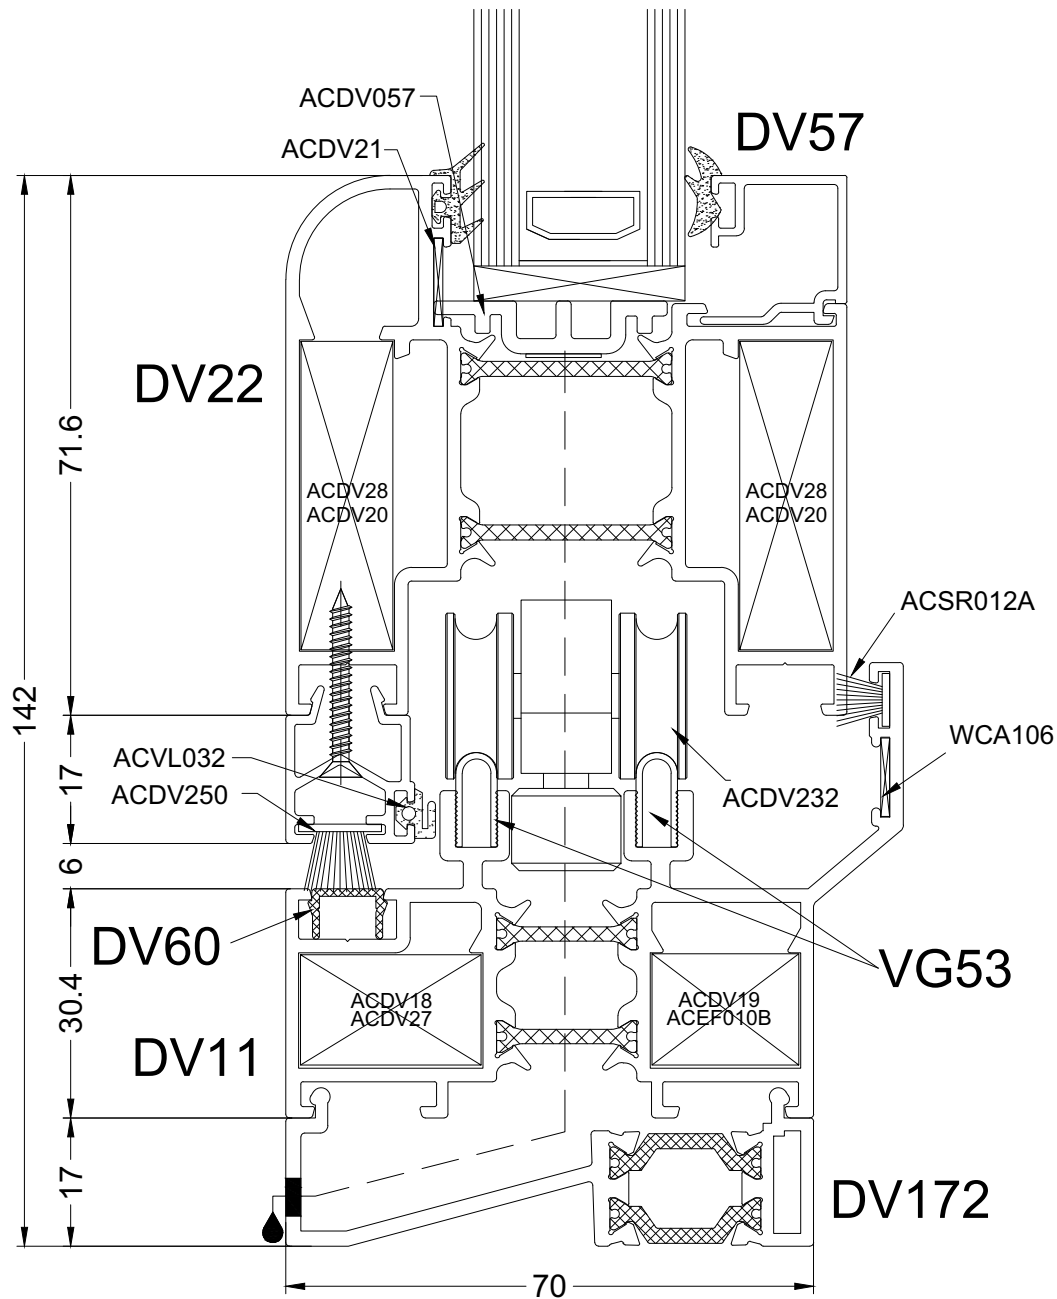 ACDV057
DV57
ACDV21
DV22
71.6
ACDV28
ACDV20
ACDV28
ACDV20
ACSR012A
142
ACVL032
WCA106
17
ACDV250
ACDV232
6
DV60
VG53
30.4
ACDV18
ACDV27
ACDV19
ACEF010B
DV11
17
DV172
70